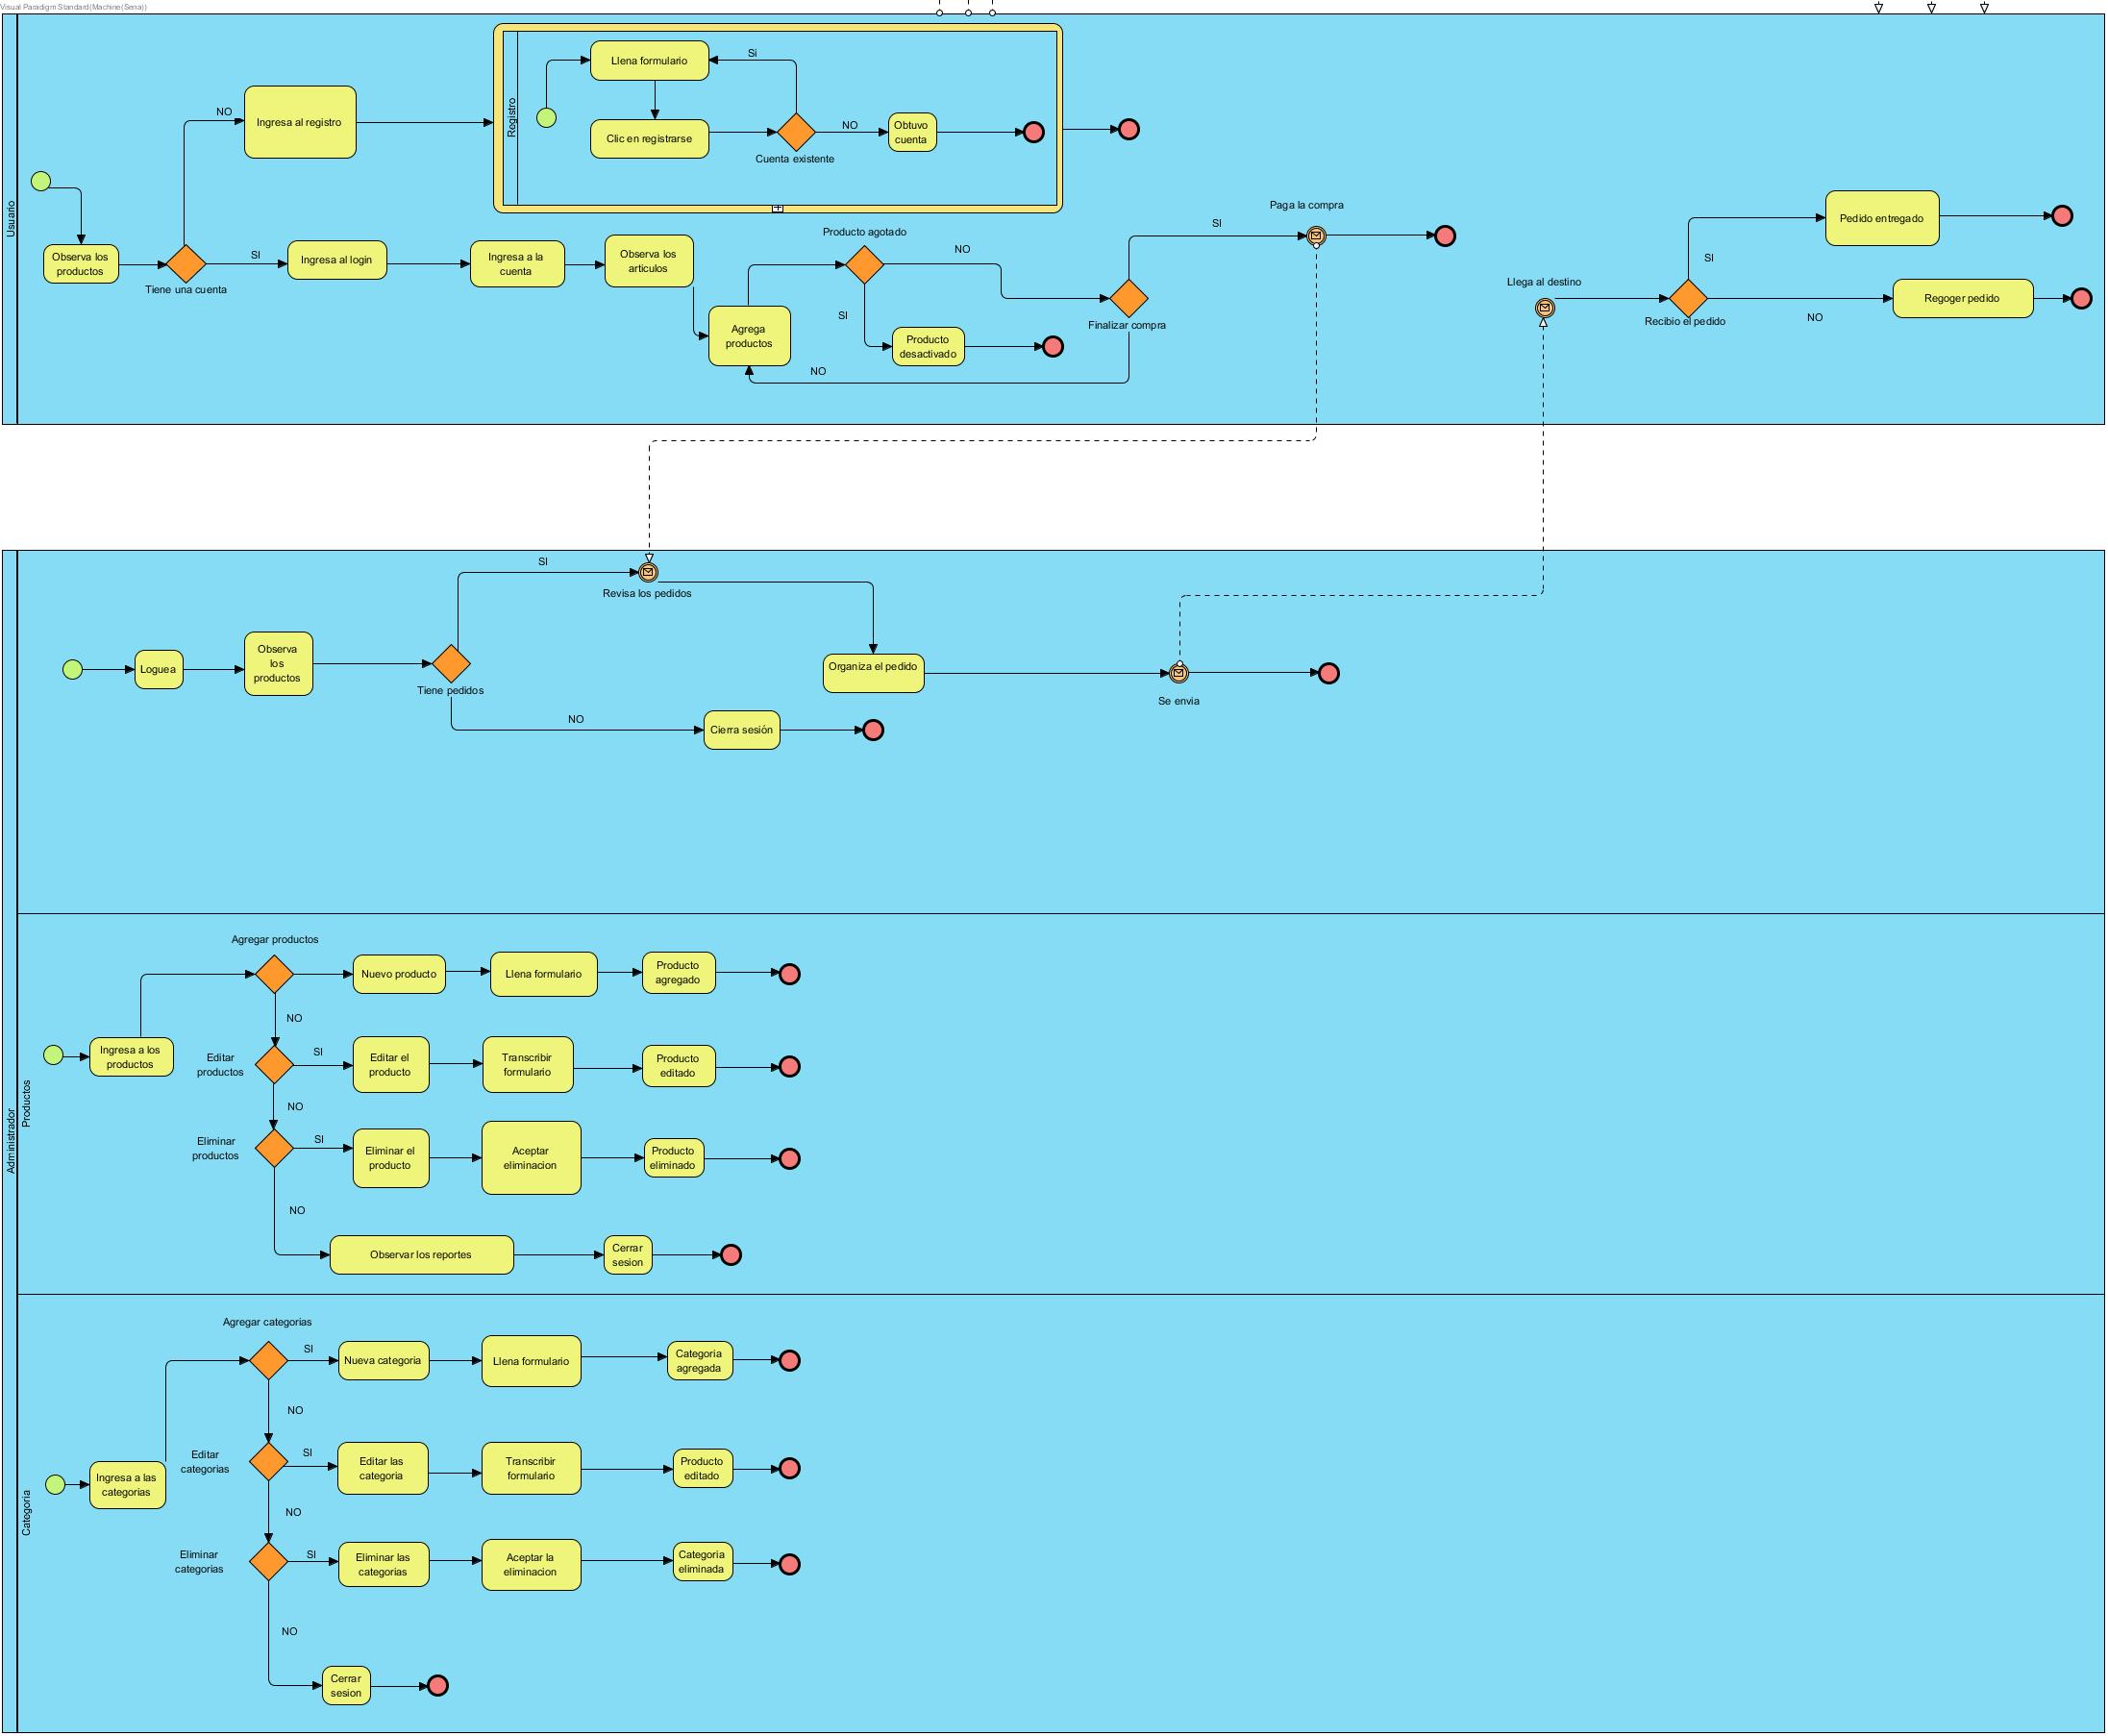 Visual Paradigm Standard(Machine(Sena))
Usuario
Observa los
productos
Tiene una cuenta
NO
Ingresa al registro
Registro
Llena formulario
Si
Clic en registrarse
Cuenta existente
NO
Obtuvo
cuenta
SI
Ingresa al login
Ingresa a la
cuenta
Observa los
articulos
Agrega
productos
Producto agotado
NO
SI
Producto
desactivado
NO
Finalizar compra
SI
Paga la compra
Llega al destino
Recibio el pedido
SI
Pedido entregado
NO
Regoger pedido
Administrador
Loguea
Observa
los
productos
Tiene pedidos
SI
Revisa los pedidos
Organiza el pedido
Se envia
NO
Cierra sesión
Productos
Ingresa a los
productos
Agregar productos
Nuevo producto
Llena formulario
Producto
agregado
NO
Editar
productos
SI
Editar el
producto
Transcribir
formulario
Producto
editado
NO
Eliminar
productos
SI
Eliminar el
producto
Aceptar
eliminacion
Producto
eliminado
NO
Observar los reportes
Cerrar
sesion
Categoria
Ingresa a las
categorias
Agregar categorias
SI
Nueva categoria
Llena formulario
Categoria
agregada
NO
Editar
categorias
SI
Editar las
categoria
Transcribir
formulario
Producto
editado
NO
Eliminar
categorias
SI
Eliminar las
categorias
Aceptar la
eliminacion
Categoria
eliminada
NO
Cerrar
sesion